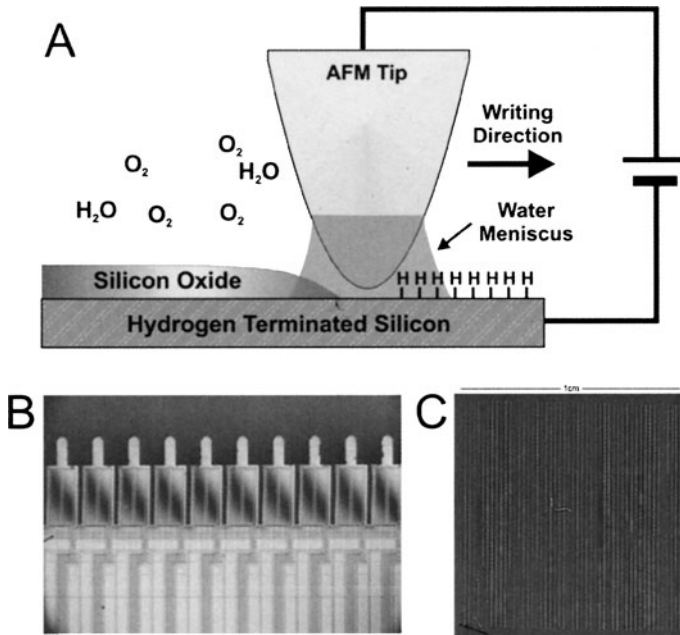 A
AFM Tip
Writing
Direction
O₂
O₂
H₂O
H₂O
O₂
O₂
Water
Meniscus
Silicon Oxide
H H H H H H H H
Hydrogen Terminated Silicon
B
C
1cm